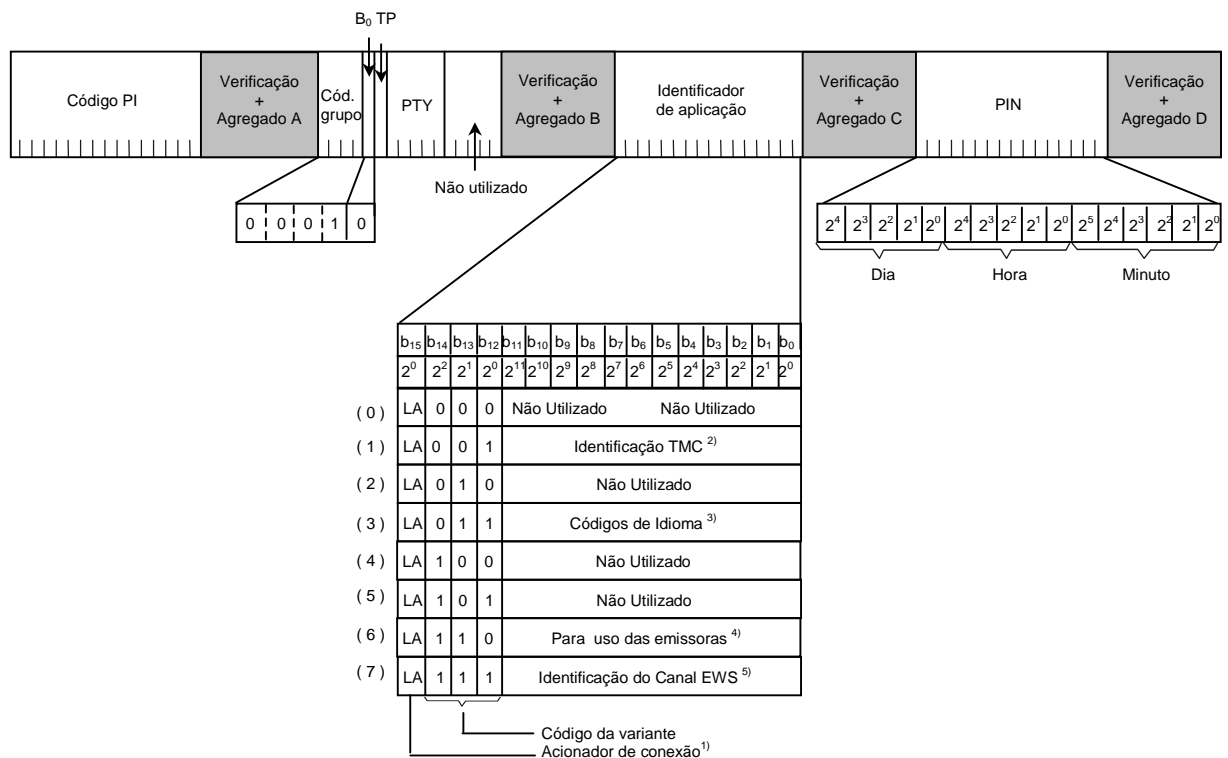 B₀ TP
Código PI
Verificação
+
Agregado A
Cód.
grupo
PTY
Verificação
+
Agregado B
Identificador
de aplicação
Verificação
+
Agregado C
PIN
Verificação
+
Agregado D
Não utilizado
0 0 0 1 0
2⁴ 2³ 2² 2¹ 2⁰ 2⁴ 2³ 2² 2¹ 2⁰ 2⁵ 2⁴ 2³ 2² 2¹ 2⁰
Dia Hora Minuto
b₁₅ b₁₄ b₁₃ b₁₂ b₁₁ b₁₀ b₉ b₈ b₇ b₆ b₅ b₄ b₃ b₂ b₁ b₀
2⁰ 2² 2¹ 2⁰ 2¹¹ 2¹⁰ 2⁹ 2⁸ 2⁷ 2⁶ 2⁵ 2⁴ 2³ 2² 2¹ 2⁰
( 0 ) LA 0 0 0 Não Utilizado Não Utilizado
( 1 ) LA 0 0 1 Identificação TMC ²⁾
( 2 ) LA 0 1 0 Não Utilizado
( 3 ) LA 0 1 1 Códigos de Idioma ³⁾
( 4 ) LA 1 0 0 Não Utilizado
( 5 ) LA 1 0 1 Não Utilizado
( 6 ) LA 1 1 0 Para uso das emissoras ⁴⁾
( 7 ) LA 1 1 1 Identificação do Canal EWS ⁵⁾
Código da variante
Acionador de conexão¹⁾